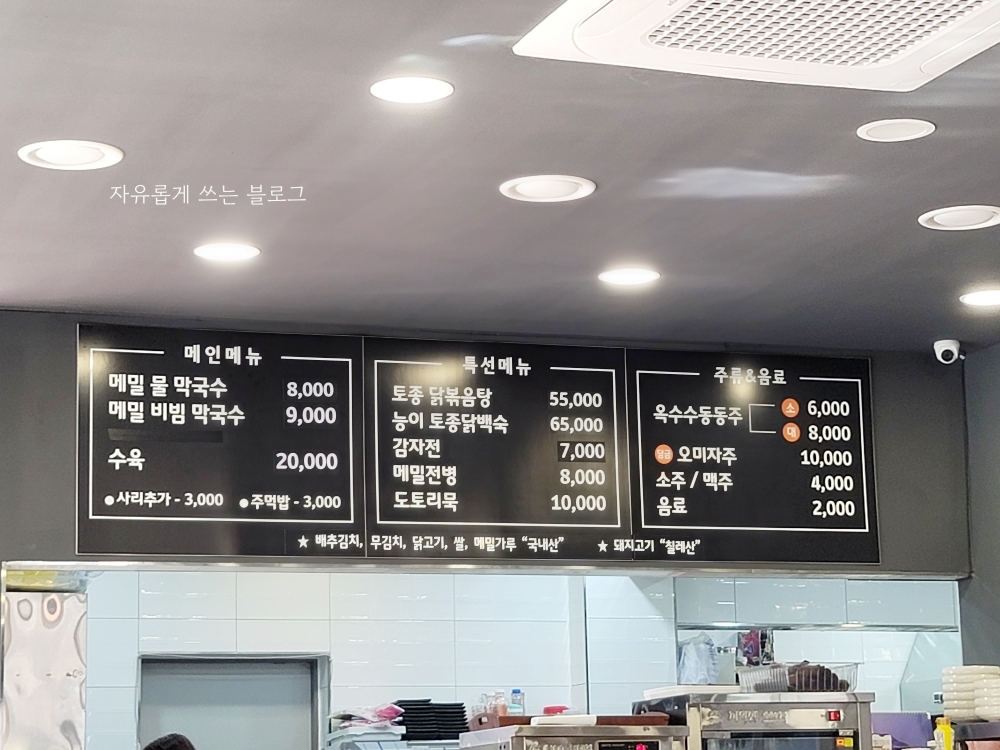 자유롭게 쓰는 블로그
메인메뉴
메밀 물 막국수 8,000
메밀 비빔 막국수 9,000
수육 20,000
●사리추가 - 3,000 ●주먹밥 - 3,000
특선메뉴
토종 닭볶음탕 55,000
능이 토종닭백숙 65,000
감자전 7,000
메밀전병 8,000
도토리묵 10,000
주류&음료
옥수수동동주 소 6,000
대 8,000
담금 오미자주 10,000
소주 / 맥주 4,000
음료 2,000
★ 배추김치, 무김치, 닭고기, 쌀, 메밀가루 “국내산” ★ 돼지고기 “칠레산”